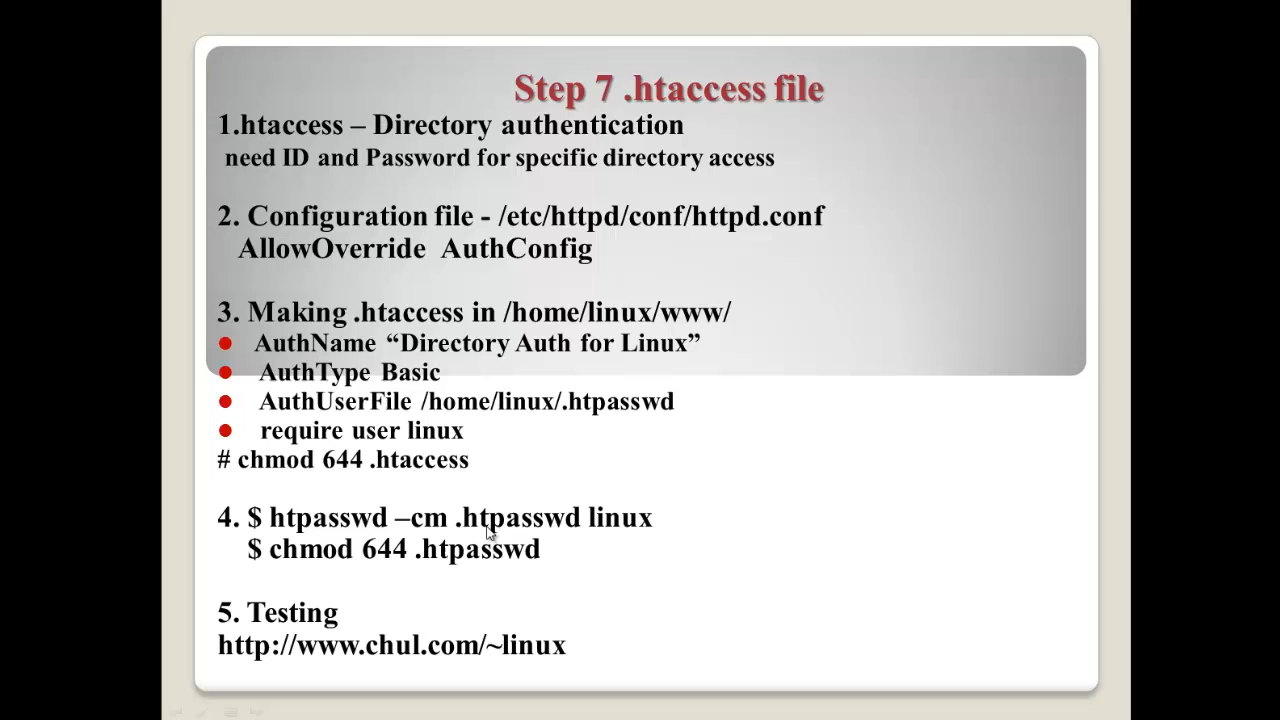 Step 7 .htaccess file
1.htaccess – Directory authentication
need ID and Password for specific directory access
2. Configuration file - /etc/httpd/conf/httpd.conf
AllowOverride AuthConfig
3. Making .htaccess in /home/linux/www/
● AuthName “Directory Auth for Linux”
● AuthType Basic
● AuthUserFile /home/linux/.htpasswd
● require user linux
# chmod 644 .htaccess
4. $ htpasswd –cm .htpasswd linux
$ chmod 644 .htpasswd
5. Testing
http://www.chul.com/~linux